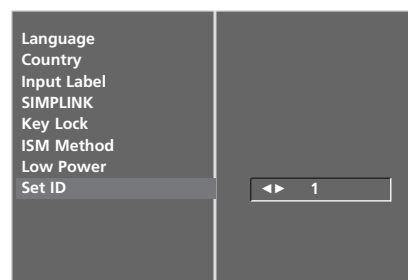 Language
Country
Input Label
SIMPLINK
Key Lock
ISM Method
Low Power
Set ID ◄► 1